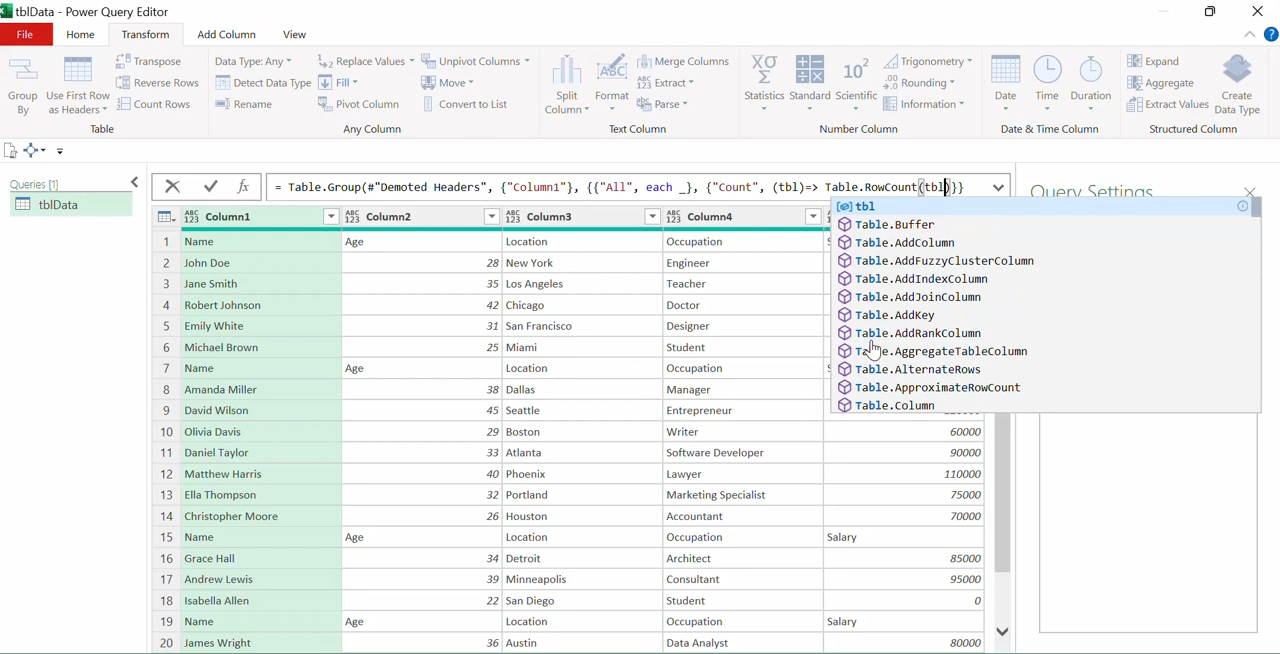 tblData - Power Query Editor
File Home Transform Add Column View
Group By
Use First Row as Headers
Transpose
Reverse Rows
Count Rows
Table
Data Type: Any
Detect Data Type
Rename
Replace Values
Fill
Pivot Column
Unpivot Columns
Move
Convert to List
Any Column
Split Column
Format
Merge Columns
Extract
Parse
Text Column
Statistics
Standard
Scientific
Trigonometry
Rounding
Information
Number Column
Date
Time
Duration
Date & Time Column
Expand
Aggregate
Extract Values
Create Data Type
Structured Column
Queries [1]
tblData
= Table.Group(#"Demoted Headers", {"Column1"}, {{"All", each _}, {"Count", (tbl)=> Table.RowCount(tbl)}}
Query Settings
tbl
Table.Buffer
Table.AddColumn
Table.AddFuzzyClusterColumn
Table.AddIndexColumn
Table.AddJoinColumn
Table.AddKey
Table.AddRankColumn
Table.AggregateTableColumn
Table.AlternateRows
Table.ApproximateRowCount
Table.Column
Column1 Column2 Column3 Column4
1 Name Age Location Occupation
2 John Doe 28 New York Engineer
3 Jane Smith 35 Los Angeles Teacher
4 Robert Johnson 42 Chicago Doctor
5 Emily White 31 San Francisco Designer
6 Michael Brown 25 Miami Student
7 Name Age Location Occupation
8 Amanda Miller 38 Dallas Manager
9 David Wilson 45 Seattle Entrepreneur
10 Olivia Davis 29 Boston Writer 60000
11 Daniel Taylor 33 Atlanta Software Developer 90000
12 Matthew Harris 40 Phoenix Lawyer 110000
13 Ella Thompson 32 Portland Marketing Specialist 75000
14 Christopher Moore 26 Houston Accountant 70000
15 Name Age Location Occupation Salary
16 Grace Hall 34 Detroit Architect 85000
17 Andrew Lewis 39 Minneapolis Consultant 95000
18 Isabella Allen 22 San Diego Student 0
19 Name Age Location Occupation Salary
20 James Wright 36 Austin Data Analyst 80000